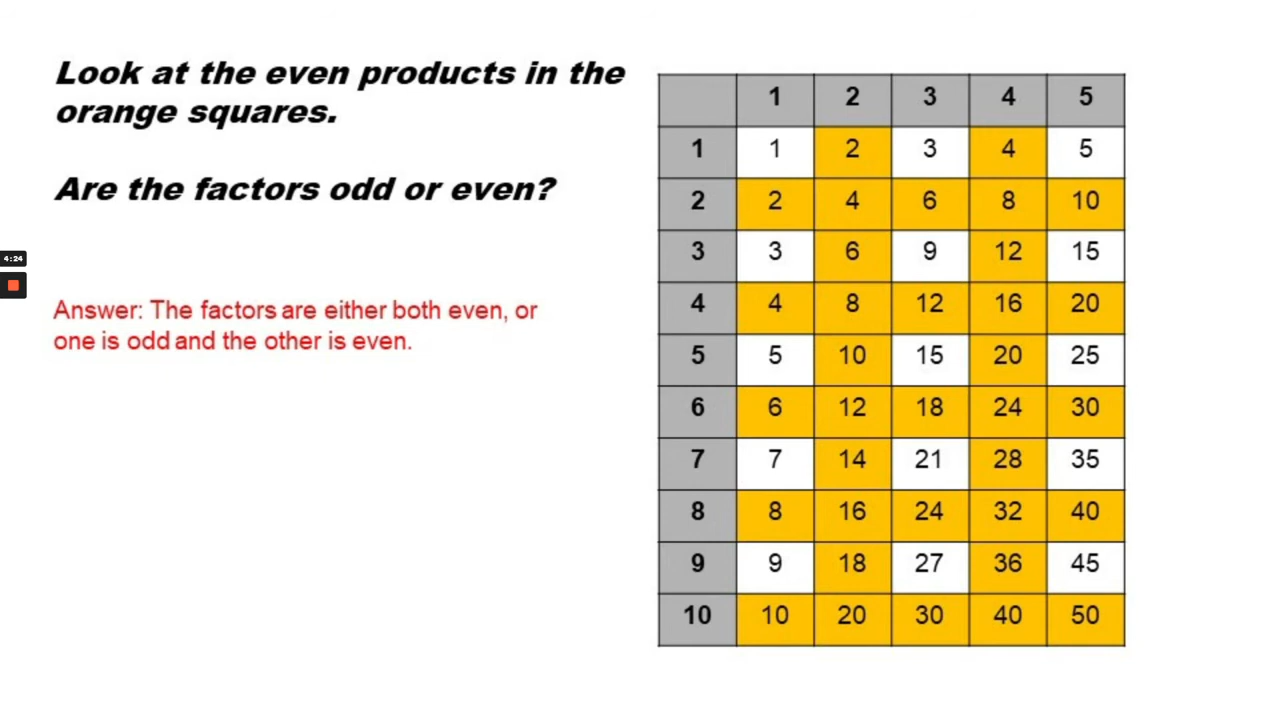 Look at the even products in the
orange squares.
Are the factors odd or even?
4:24
Answer: The factors are either both even, or
one is odd and the other is even.
1 2 3 4 5
1 1 2 3 4 5
2 2 4 6 8 10
3 3 6 9 12 15
4 4 8 12 16 20
5 5 10 15 20 25
6 6 12 18 24 30
7 7 14 21 28 35
8 8 16 24 32 40
9 9 18 27 36 45
10 10 20 30 40 50